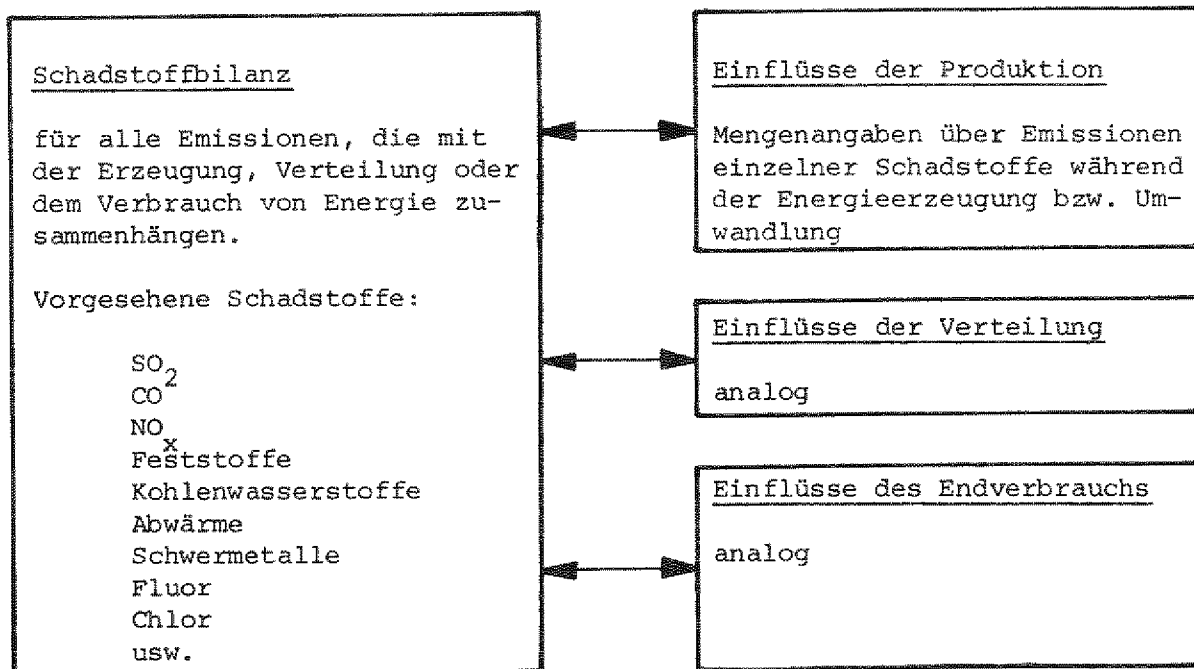 Schadstoffbilanz
für alle Emissionen, die mit
der Erzeugung, Verteilung oder
dem Verbrauch von Energie zu-
sammenhängen.
Vorgesehene Schadstoffe:
SO2
CO
NOx
Feststoffe
Kohlenwasserstoffe
Abwärme
Schwermetalle
Fluor
Chlor
usw.
Einflüsse der Produktion
Mengenangaben über Emissionen
einzelner Schadstoffe während
der Energieerzeugung bzw. Um-
wandlung
Einflüsse der Verteilung
analog
Einflüsse des Endverbrauchs
analog